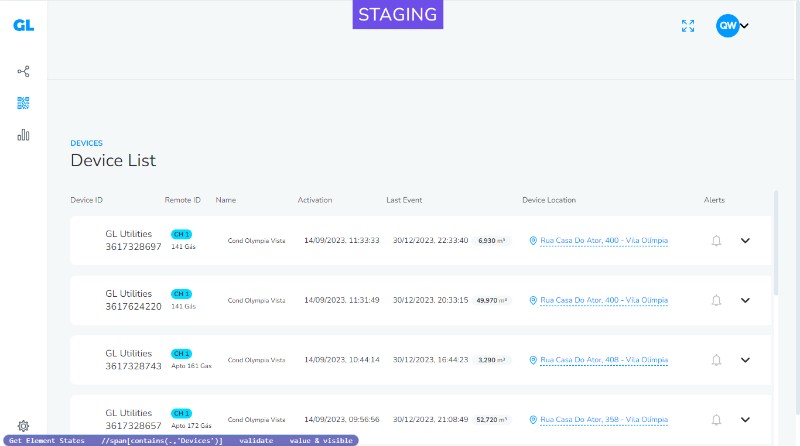 STAGING
GL
QW
DEVICES
Device List
Device ID Remote ID Name Activation Last Event Device Location Alerts
GL Utilities
3617328697
CH 1
141 Gás
Cond Olympia Vista 14/09/2023, 11:33:33 30/12/2023, 22:33:40 6,930 m³ Rua Casa Do Ator, 400 - Vila Olímpia
GL Utilities
3617624220
CH 1
141 Gás
Cond Olympia Vista 14/09/2023, 11:31:49 30/12/2023, 20:33:15 49,970 m³ Rua Casa Do Ator, 400 - Vila Olímpia
GL Utilities
3617328743
CH 1
Apto 161 Gas
Cond Olympia Vista 14/09/2023, 10:44:14 30/12/2023, 16:44:23 3,290 m³ Rua Casa Do Ator, 408 - Vila Olímpia
GL Utilities
3617328657
CH 1
Apto 172 Gas
Cond Olympia Vista 14/09/2023, 09:56:56 30/12/2023, 21:08:49 52,720 m³ Rua Casa Do Ator, 358 - Vila Olímpia
Get Element States //span[contains(.,'Devices')] validate value & visible